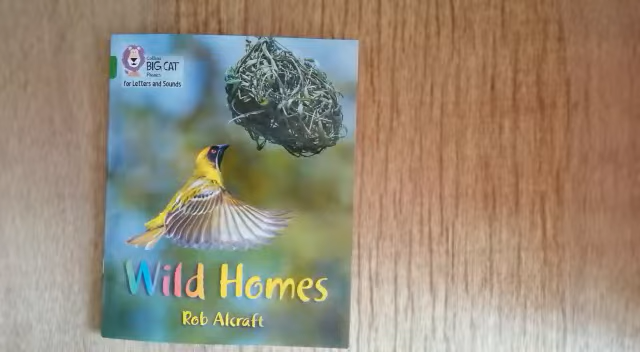 Collins
BIG CAT
Phonics
for Letters and Sounds
Wild Homes
Rob Alcraft